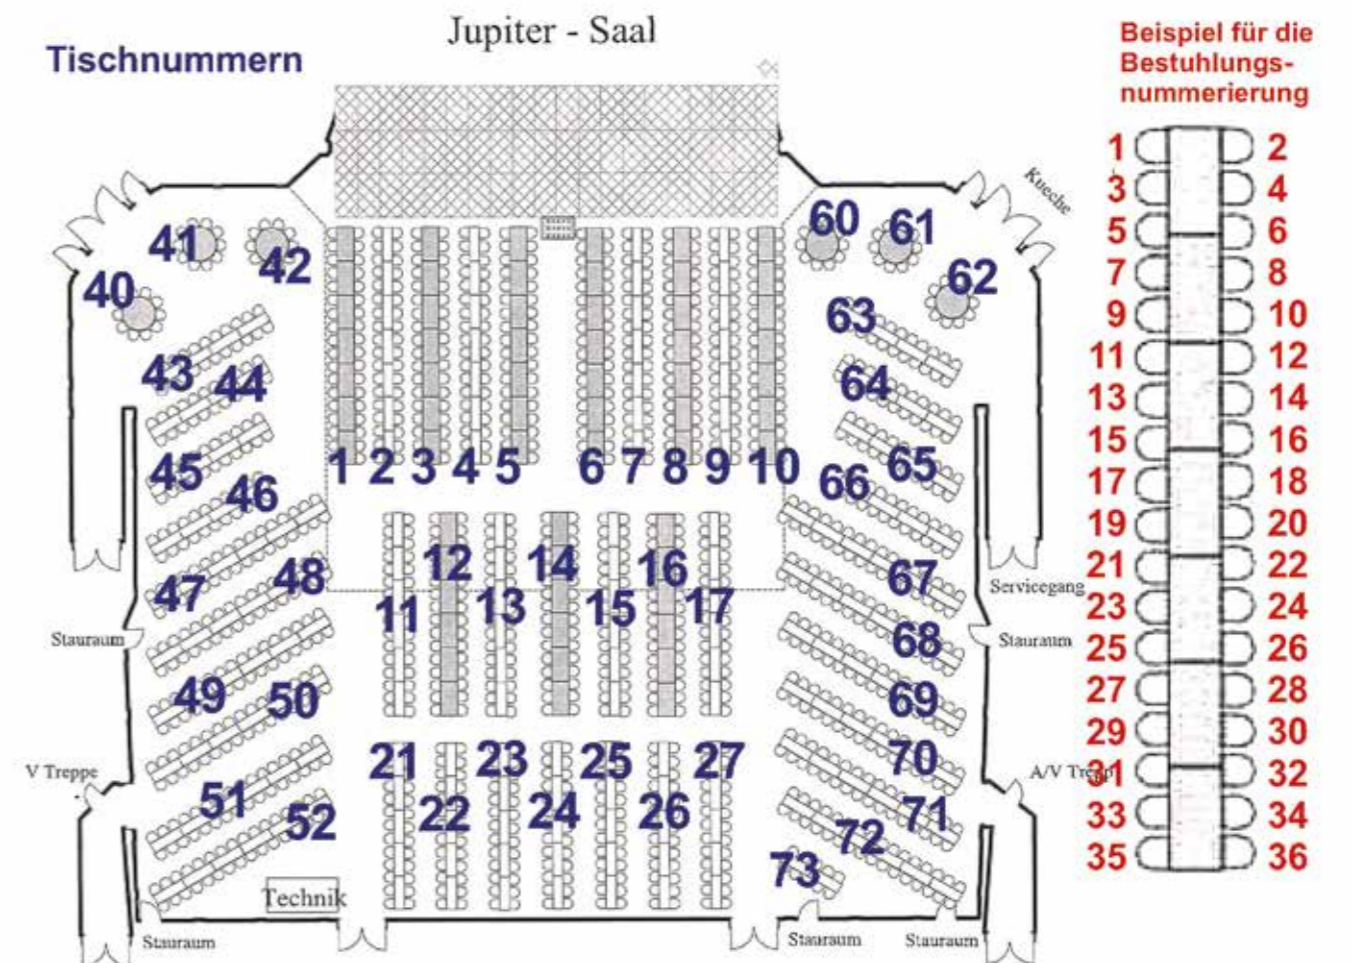 Jupiter - Saal
Tischnummern
Beispiel für die
Bestuhlungs-
nummerierung
1 2
3 4
5 6
7 8
9 10
11 12
13 14
15 16
17 18
19 20
21 22
23 24
25 26
27 28
29 30
31 32
33 34
35 36
Kueche
41 42
40
60 61
62
43 44
63
64
45 46
1 2 3 4 5 6 7 8 9 10
65
66
47 48
12 14 16
11 13 15 17
67
Servicegang
Stauraum
68
Stauraum
49 50
69
21 23 25 27
70
V Treppe
A/V Trepp
51 52
22 24 26
71
72
73
Technik
Stauraum
Stauraum
Stauraum